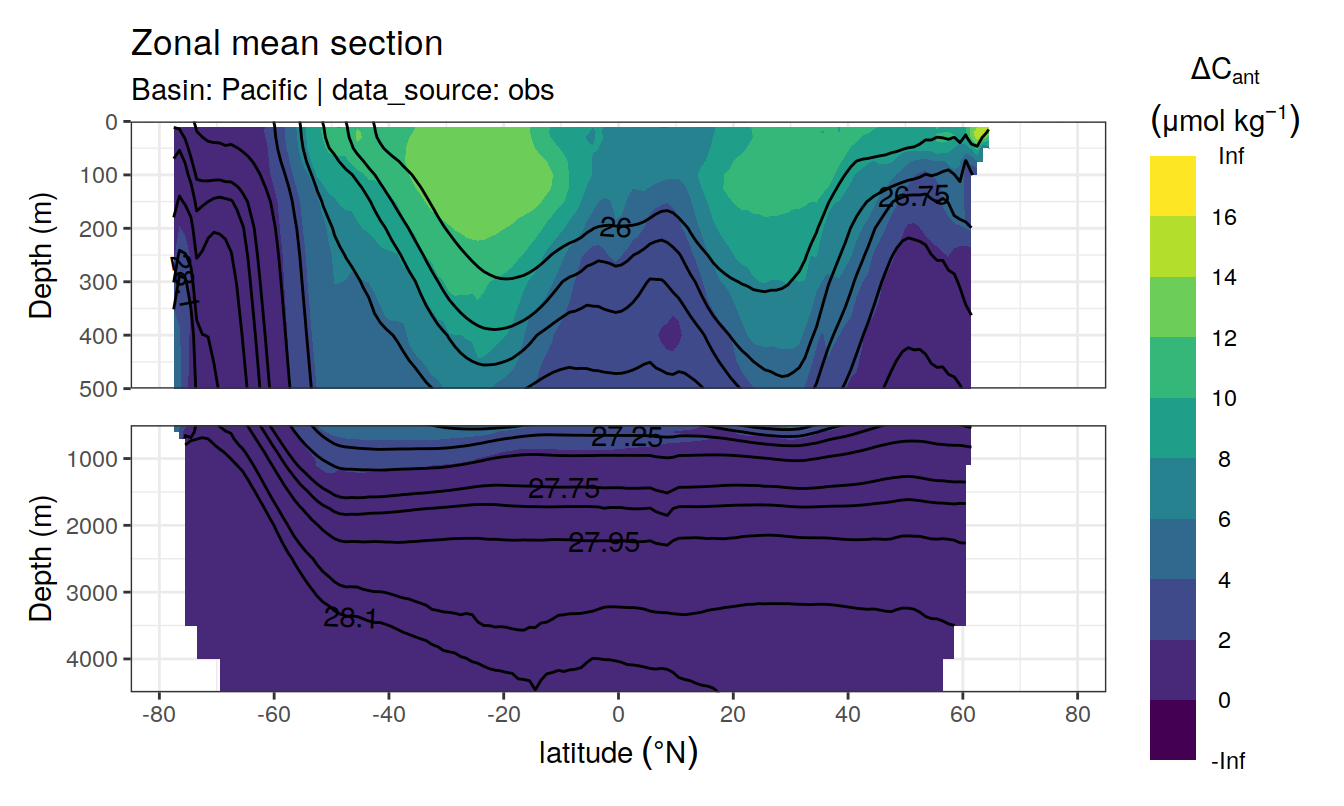 Zonal mean section
Basin: Pacific | data_source: obs
ΔCant
(μmol kg−1)
Inf
16
14
12
10
8
6
4
2
0
-Inf
Depth (m)
0
100
200
300
400
500
26
26.75
28.1
Depth (m)
1000
2000
3000
4000
27.25
27.75
27.95
28.1
-80 -60 -40 -20 0 20 40 60 80
latitude (°N)